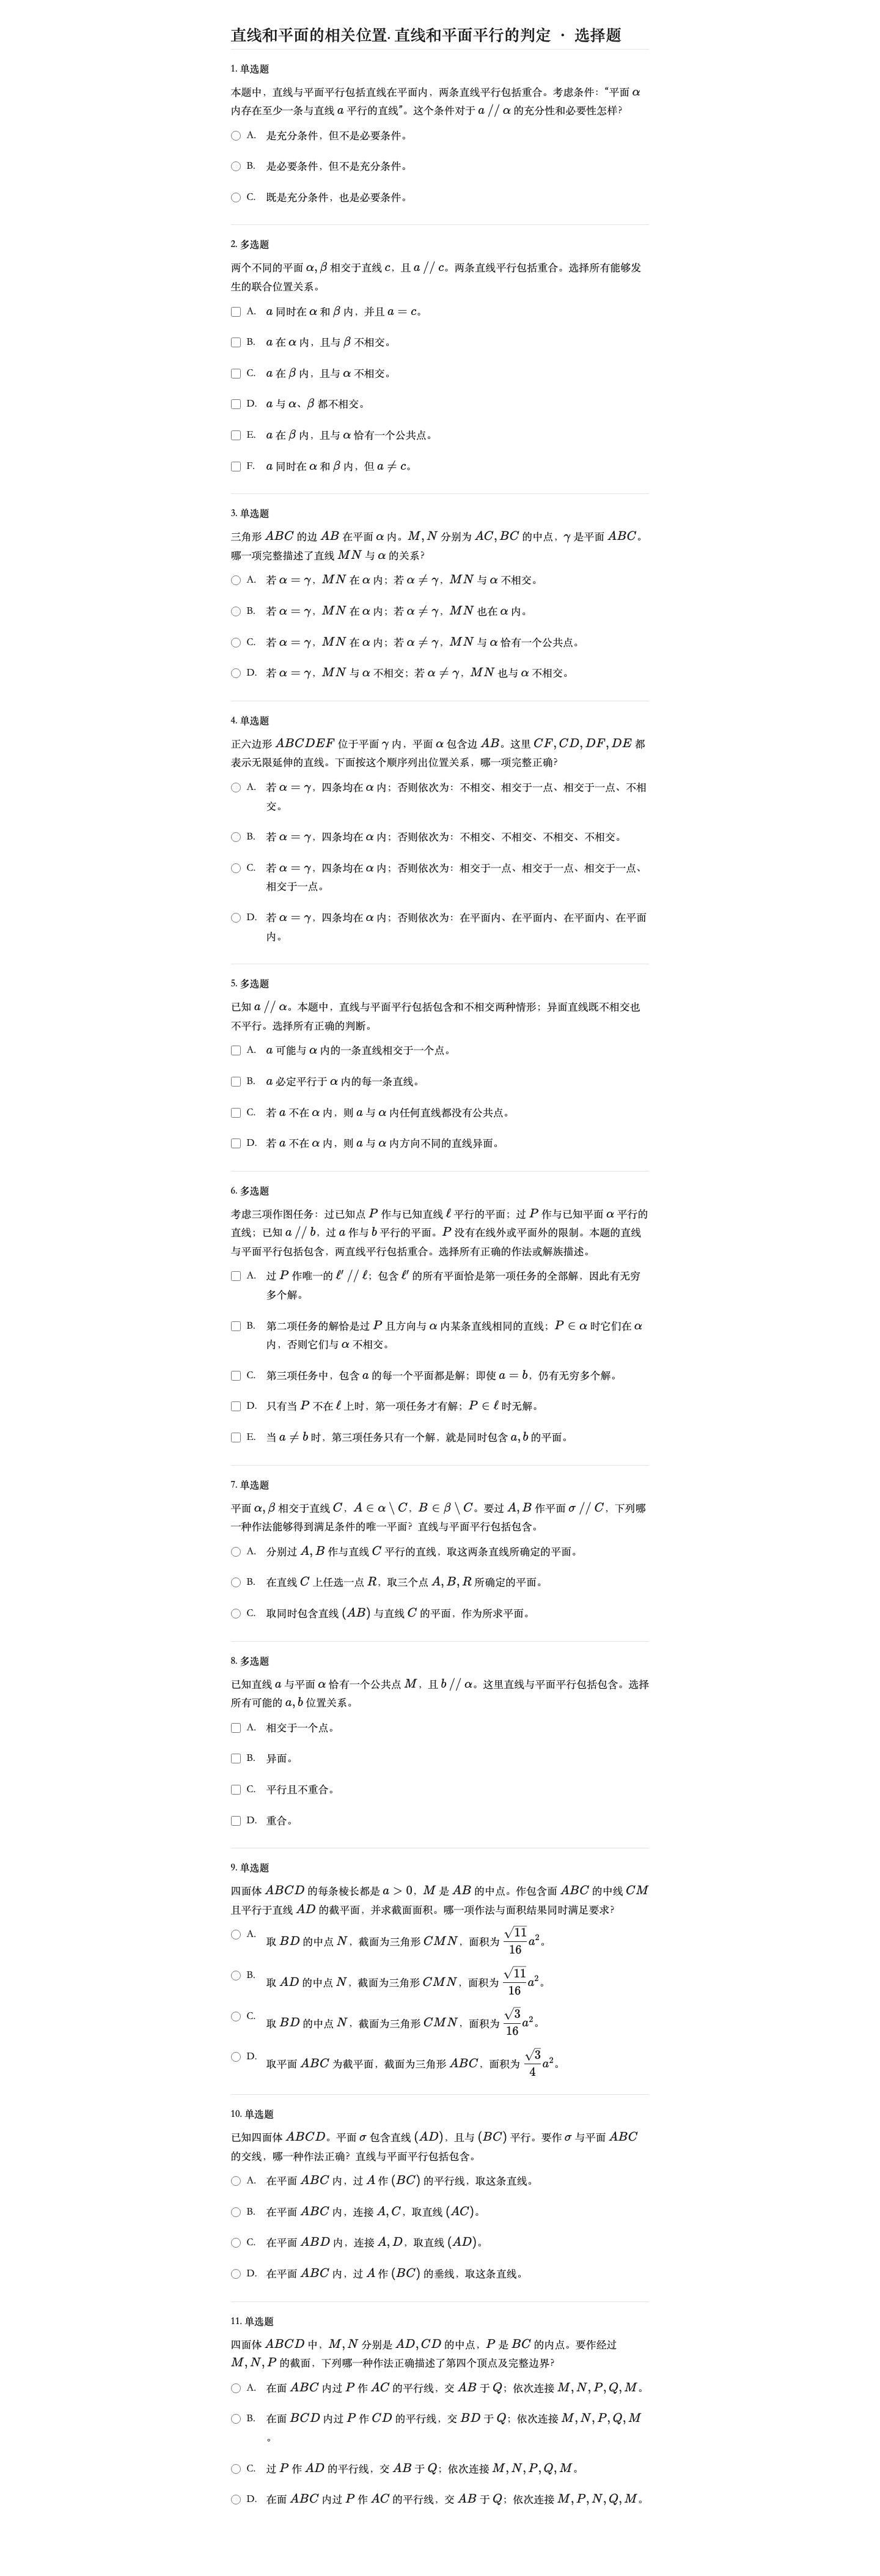 直线和平面的相关位置. 直线和平面平行的判定 · 选择题
1. 单选题
本题中，直线与平面平行包括直线在平面内，两条直线平行包括重合。考虑条件：“平面 α
内存在至少一条与直线 a 平行的直线”。这个条件对于 a // α 的充分性和必要性怎样?
A. 是充分条件，但不是必要条件。
B. 是必要条件，但不是充分条件。
C. 既是充分条件，也是必要条件。
2. 多选题
两个不同的平面 α, β 相交于直线 c，且 a // c。两条直线平行包括重合。选择所有能够发
生的联合位置关系。
A. a 同时在 α 和 β 内，并且 a = c。
B. a 在 α 内，且与 β 不相交。
C. a 在 β 内，且与 α 不相交。
D. a 与 α、β 都不相交。
E. a 在 β 内，且与 α 恰有一个公共点。
F. a 同时在 α 和 β 内，但 a ≠ c。
3. 单选题
三角形 ABC 的边 AB 在平面 α 内。M, N 分别为 AC, BC 的中点，γ 是平面 ABC。
哪一项完整描述了直线 MN 与 α 的关系?
A. 若 α = γ，MN 在 α 内；若 α ≠ γ，MN 与 α 不相交。
B. 若 α = γ，MN 在 α 内；若 α ≠ γ，MN 也在 α 内。
C. 若 α = γ，MN 在 α 内；若 α ≠ γ，MN 与 α 恰有一个公共点。
D. 若 α = γ，MN 与 α 不相交；若 α ≠ γ，MN 也与 α 不相交。
4. 单选题
正六边形 ABCDEF 位于平面 γ 内，平面 α 包含边 AB。这里 CF, CD, DF, DE 都
表示无限延伸的直线。下面按这个顺序列出位置关系，哪一项完整正确?
A. 若 α = γ，四条均在 α 内；否则依次为：不相交、相交于一点、相交于一点、不相
交。
B. 若 α = γ，四条均在 α 内；否则依次为：不相交、不相交、不相交、不相交。
C. 若 α = γ，四条均在 α 内；否则依次为：相交于一点、相交于一点、相交于一点、
相交于一点。
D. 若 α = γ，四条均在 α 内；否则依次为：在平面内、在平面内、在平面内、在平面
内。
5. 多选题
已知 a // α。本题中，直线与平面平行包括包含和不相交两种情形；异面直线既不相交也
不平行。选择所有正确的判断。
A. a 可能与 α 内的一条直线相交于一个点。
B. a 必定平行于 α 内的每一条直线。
C. 若 a 不在 α 内，则 a 与 α 内任何直线都没有公共点。
D. 若 a 不在 α 内，则 a 与 α 内方向不同的直线异面。
6. 多选题
考虑三项作图任务：过已知点 P 作与已知直线 ℓ 平行的平面；过 P 作与已知平面 α 平行的
直线；已知 a // b，过 a 作与 b 平行的平面。P 没有在线外或平面外的限制。本题的直线
与平面平行包括包含，两直线平行包括重合。选择所有正确的作法或解族描述。
A. 过 P 作唯一的 ℓ′ // ℓ；包含 ℓ′ 的所有平面恰是第一项任务的全部解，因此有无穷
多个解。
B. 第二项任务的解恰是过 P 且方向与 α 内某条直线相同的直线；P ∈ α 时它们在 α
内，否则它们与 α 不相交。
C. 第三项任务中，包含 a 的每一个平面都是解；即使 a = b，仍有无穷多个解。
D. 只有当 P 不在 ℓ 上时，第一项任务才有解；P ∈ ℓ 时无解。
E. 当 a ≠ b 时，第三项任务只有一个解，就是同时包含 a, b 的平面。
7. 单选题
平面 α, β 相交于直线 C，A ∈ α \ C，B ∈ β \ C。要过 A, B 作平面 σ // C，下列哪
一种作法能够得到满足条件的唯一平面? 直线与平面平行包括包含。
A. 分别过 A, B 作与直线 C 平行的直线，取这两条直线所确定的平面。
B. 在直线 C 上任选一点 R，取三个点 A, B, R 所确定的平面。
C. 取同时包含直线 (AB) 与直线 C 的平面，作为所求平面。
8. 多选题
已知直线 a 与平面 α 恰有一个公共点 M，且 b // α。这里直线与平面平行包括包含。选择
所有可能的 a, b 位置关系。
A. 相交于一个点。
B. 异面。
C. 平行且不重合。
D. 重合。
9. 单选题
四面体 ABCD 的每条棱长都是 a > 0，M 是 AB 的中点。作包含面 ABC 的中线 CM
且平行于直线 AD 的截平面，并求截面面积。哪一项作法与面积结果同时满足要求?
A. 取 BD 的中点 N，截面为三角形 CMN，面积为 √11/16 a²。
B. 取 AD 的中点 N，截面为三角形 CMN，面积为 √11/16 a²。
C. 取 BD 的中点 N，截面为三角形 CMN，面积为 √3/16 a²。
D. 取平面 ABC 为截平面，截面为三角形 ABC，面积为 √3/4 a²。
10. 单选题
已知四面体 ABCD。平面 σ 包含直线 (AD)，且与 (BC) 平行。要作 σ 与平面 ABC
的交线，哪一种作法正确? 直线与平面平行包括包含。
A. 在平面 ABC 内，过 A 作 (BC) 的平行线，取这条直线。
B. 在平面 ABC 内，连接 A, C，取直线 (AC)。
C. 在平面 ABD 内，连接 A, D，取直线 (AD)。
D. 在平面 ABC 内，过 A 作 (BC) 的垂线，取这条直线。
11. 单选题
四面体 ABCD 中，M, N 分别是 AD, CD 的中点，P 是 BC 的内点。要作经过
M, N, P 的截面，下列哪一种作法正确描述了第四个顶点及完整边界?
A. 在面 ABC 内过 P 作 AC 的平行线，交 AB 于 Q；依次连接 M, N, P, Q, M。
B. 在面 BCD 内过 P 作 CD 的平行线，交 BD 于 Q；依次连接 M, N, P, Q, M
。
C. 过 P 作 AD 的平行线，交 AB 于 Q；依次连接 M, N, P, Q, M。
D. 在面 ABC 内过 P 作 AC 的平行线，交 AB 于 Q；依次连接 M, P, N, Q, M。